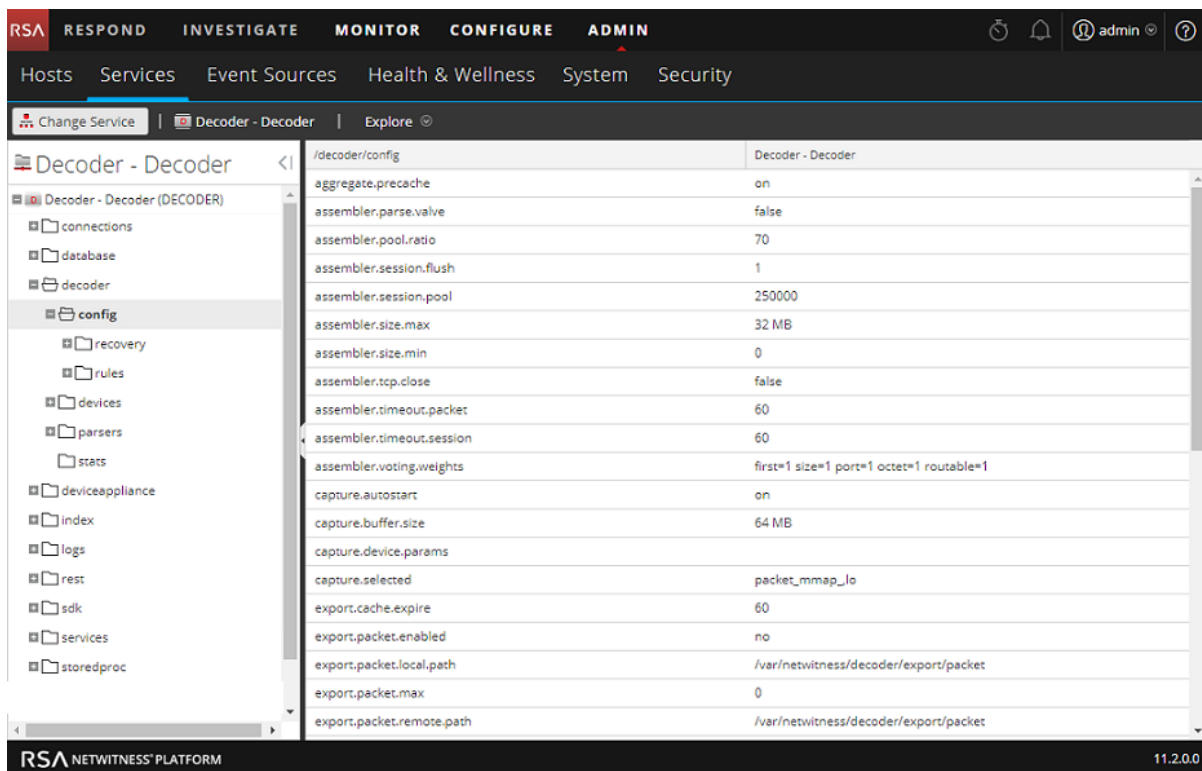 RSA RESPOND INVESTIGATE MONITOR CONFIGURE ADMIN admin
Hosts Services Event Sources Health & Wellness System Security
Change Service | Decoder - Decoder | Explore
Decoder - Decoder
Decoder - Decoder (DECODER)
connections
database
decoder
config
recovery
rules
devices
parsers
stats
deviceappliance
index
logs
rest
sdk
services
storedproc
/decoder/config Decoder - Decoder
aggregate.precache on
assembler.parse.valve false
assembler.pool.ratio 70
assembler.session.flush 1
assembler.session.pool 250000
assembler.size.max 32 MB
assembler.size.min 0
assembler.tcp.close false
assembler.timeout.packet 60
assembler.timeout.session 60
assembler.voting.weights first=1 size=1 port=1 octet=1 routable=1
capture.autostart on
capture.buffer.size 64 MB
capture.device.params
capture.selected packet_mmap_,lo
export.cache.expire 60
export.packet.enabled no
export.packet.local.path /var/netwitness/decoder/export/packet
export.packet.max 0
export.packet.remote.path /var/netwitness/decoder/export/packet
RSA NETWITNESS® PLATFORM 11.2.0.0